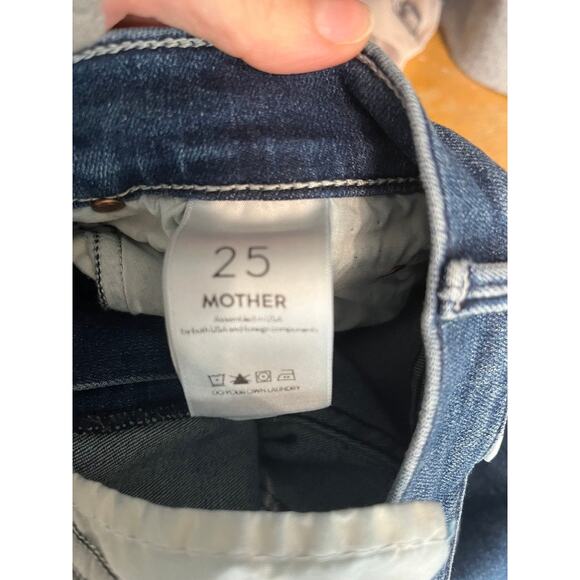 25
MOTHER
Assembled in USA
by both USA and foreign components
DO YOUR OWN LAUNDRY